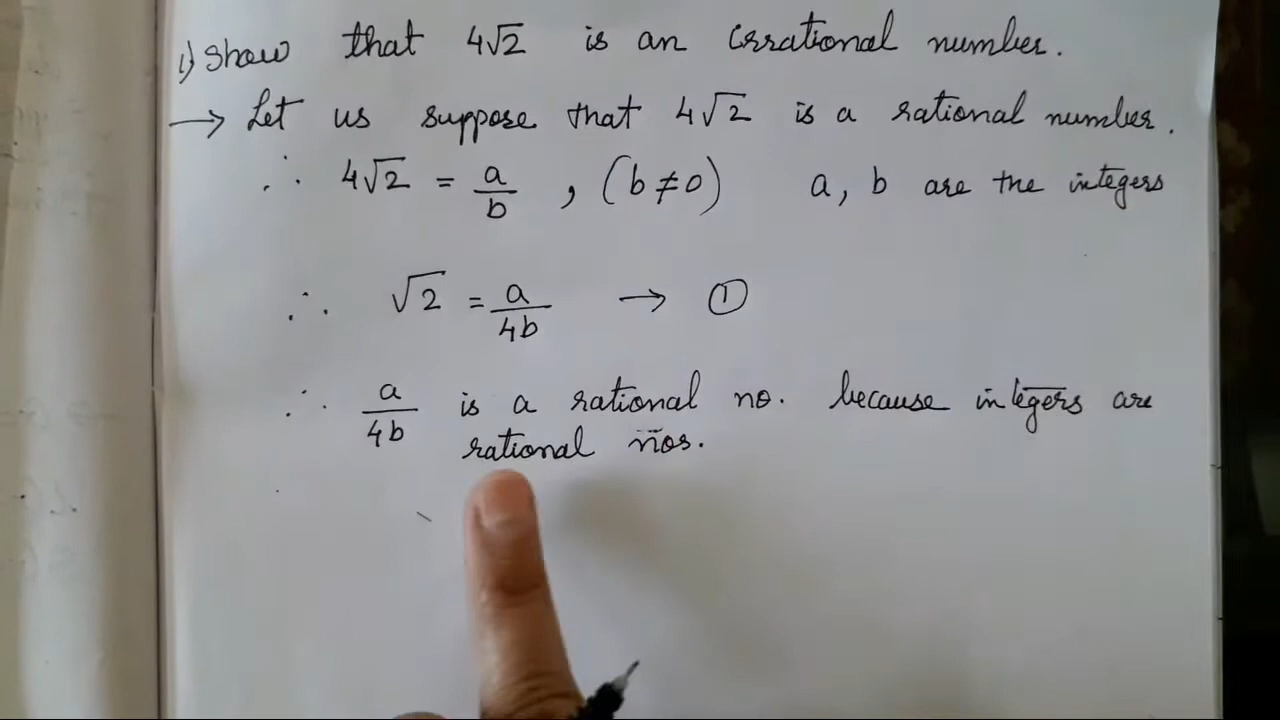 1) Show that 4√2 is an irrational number.
→ Let us suppose that 4√2 is a rational number.
∴ 4√2 = a/b , (b ≠ 0) a, b are the integers
∴ √2 = a/4b → ①
∴ a/4b is a rational no. because integers are
rational nos.